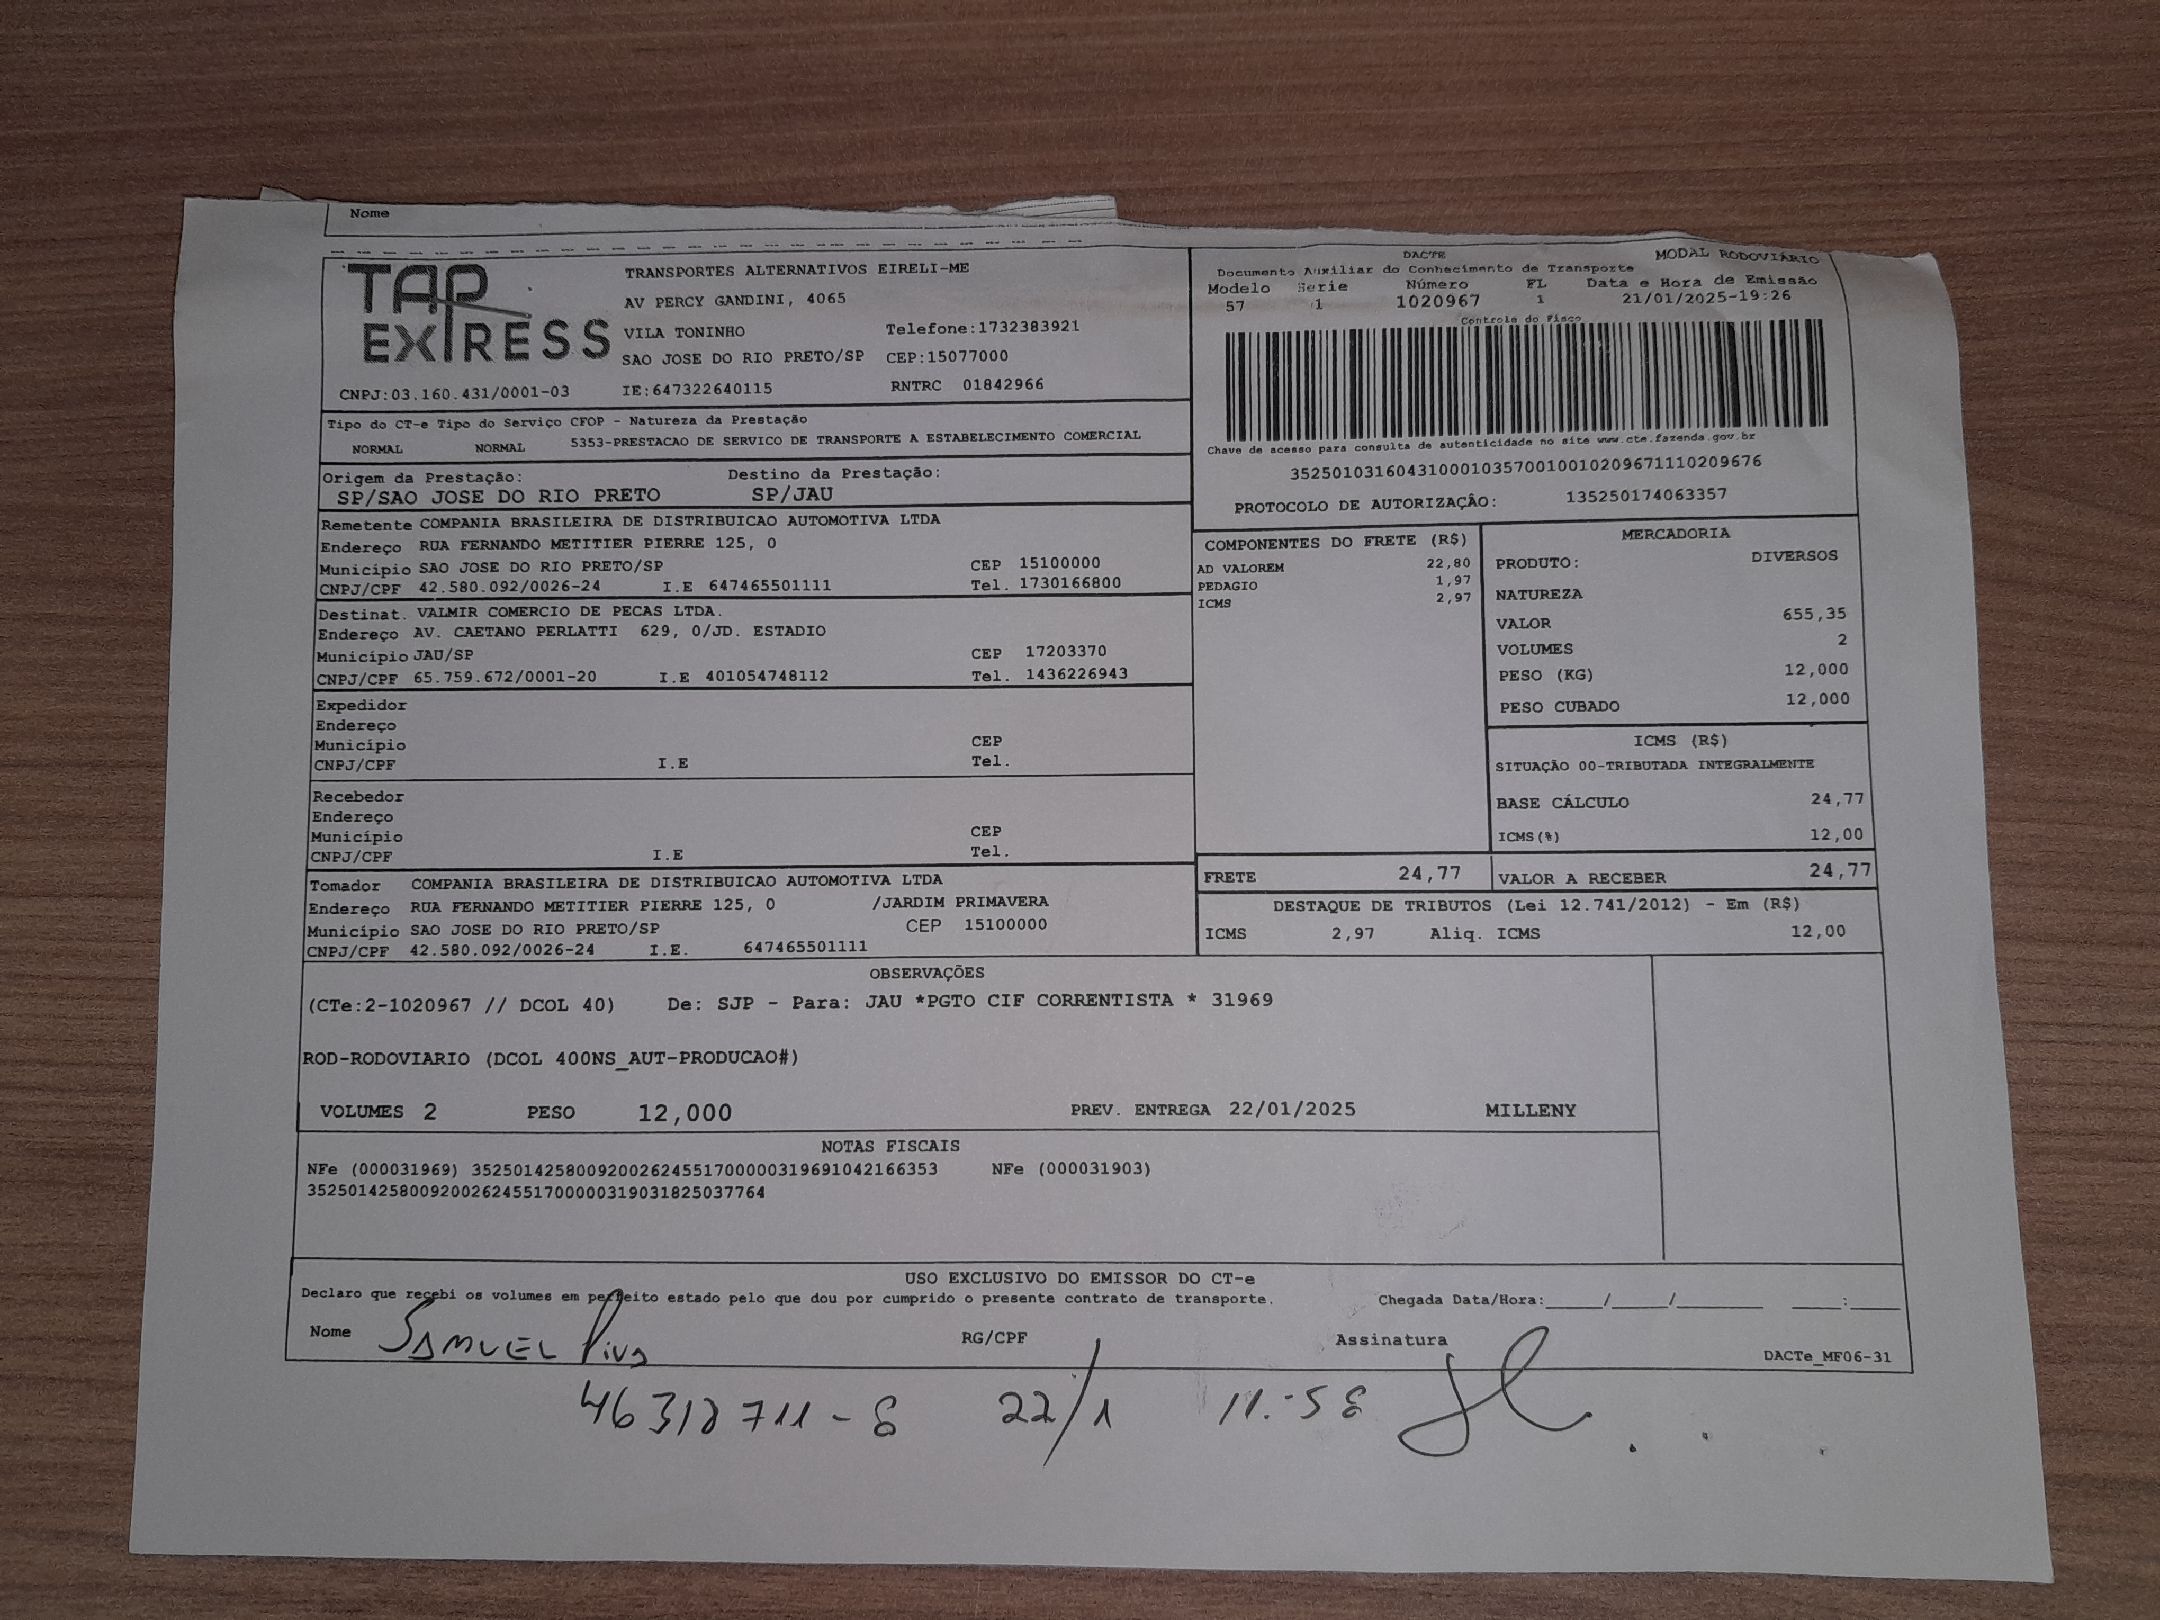 Nome
TAP EXPRESS
TRANSPORTES ALTERNATIVOS EIRELI-ME
AV PERCY GANDINI, 4065
VILA TONINHO Telefone:1732383921
SAO JOSE DO RIO PRETO/SP CEP:15077000
CNPJ:03.160.431/0001-03 IE:647322640115 RNTRC 01842966
DACTE MODAL RODOVIÁRIO
Documento Auxiliar do Conhecimento de Transporte
Modelo Serie Número FL Data e Hora de Emissão
57 1 1020967 1 21/01/2025-19:26
Controle do Fisco
Chave de acesso para consulta de autenticidade no site www.cte.fazenda.gov.br
35250103160431000103570010010209671110209676
PROTOCOLO DE AUTORIZAÇÂO: 135250174063357
Tipo do CT-e Tipo do Serviço CFOP - Natureza da Prestação
NORMAL NORMAL 5353-PRESTACAO DE SERVICO DE TRANSPORTE A ESTABELECIMENTO COMERCIAL
Origem da Prestação: Destino da Prestação:
SP/SAO JOSE DO RIO PRETO SP/JAU
Remetente COMPANIA BRASILEIRA DE DISTRIBUICAO AUTOMOTIVA LTDA
Endereço RUA FERNANDO METITIER PIERRE 125, 0
Município SAO JOSE DO RIO PRETO/SP CEP 15100000
CNPJ/CPF 42.580.092/0026-24 I.E 647465501111 Tel. 1730166800
Destinat. VALMIR COMERCIO DE PECAS LTDA.
Endereço AV. CAETANO PERLATTI 629, 0/JD. ESTADIO
Município JAU/SP CEP 17203370
CNPJ/CPF 65.759.672/0001-20 I.E 401054748112 Tel. 1436226943
Expedidor
Endereço
Município CEP
CNPJ/CPF I.E Tel.
Recebedor
Endereço
Município CEP
CNPJ/CPF I.E Tel.
Tomador COMPANIA BRASILEIRA DE DISTRIBUICAO AUTOMOTIVA LTDA
Endereço RUA FERNANDO METITIER PIERRE 125, 0 /JARDIM PRIMAVERA
Município SAO JOSE DO RIO PRETO/SP CEP 15100000
CNPJ/CPF 42.580.092/0026-24 I.E. 647465501111
COMPONENTES DO FRETE (R$)
AD VALOREM 22,80
PEDAGIO 1,97
ICMS 2,97
MERCADORIA
PRODUTO: DIVERSOS
NATUREZA
VALOR 655,35
VOLUMES 2
PESO (KG) 12,000
PESO CUBADO 12,000
ICMS (R$)
SITUAÇÃO 00-TRIBUTADA INTEGRALMENTE
BASE CÁLCULO 24,77
ICMS(%) 12,00
FRETE 24,77 VALOR A RECEBER 24,77
DESTAQUE DE TRIBUTOS (Lei 12.741/2012) - Em (R$)
ICMS 2,97 Aliq. ICMS 12,00
OBSERVAÇÕES
(CTe:2-1020967 // DCOL 40) De: SJP - Para: JAU *PGTO CIF CORRENTISTA * 31969
ROD-RODOVIARIO (DCOL 400NS_AUT-PRODUCAO#)
VOLUMES 2 PESO 12,000 PREV. ENTREGA 22/01/2025 MILLENY
NOTAS FISCAIS
NFe (000031969) 35250142580092002624551700000319691042166353 NFe (000031903)
35250142580092002624551700000319031825037764
USO EXCLUSIVO DO EMISSOR DO CT-e
Declaro que recebi os volumes em perfeito estado pelo que dou por cumprido o presente contrato de transporte. Chegada Data/Hora:_____/_____/_______ ____:____
Nome SAMUEL Piva RG/CPF Assinatura
DACTe_MF06-31
46318711-8 22/1 11:58